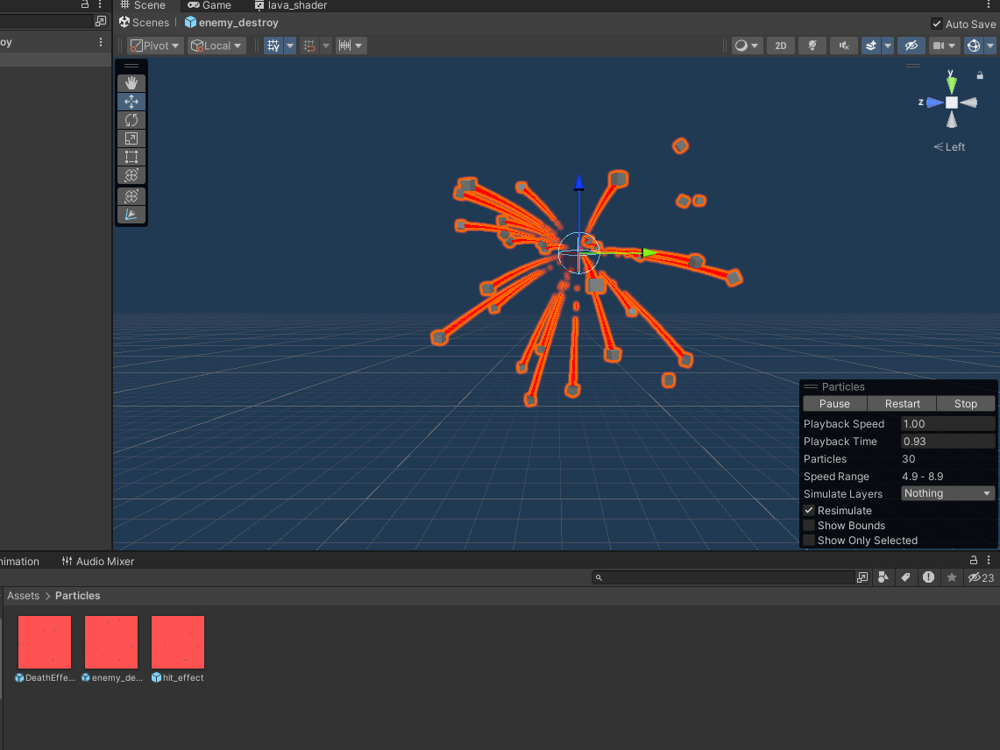 Scene
Game
lava_shader
Scenes
enemy_destroy
Auto Save
oy
Pivot
Local
2D
y
z
Left
Particles
Pause Restart Stop
Playback Speed 1.00
Playback Time 0.93
Particles 30
Speed Range 4.9 - 8.9
Simulate Layers Nothing
Resimulate
Show Bounds
Show Only Selected
nimation
Audio Mixer
23
Assets > Particles
DeathEffe...
enemy_de...
hit_effect